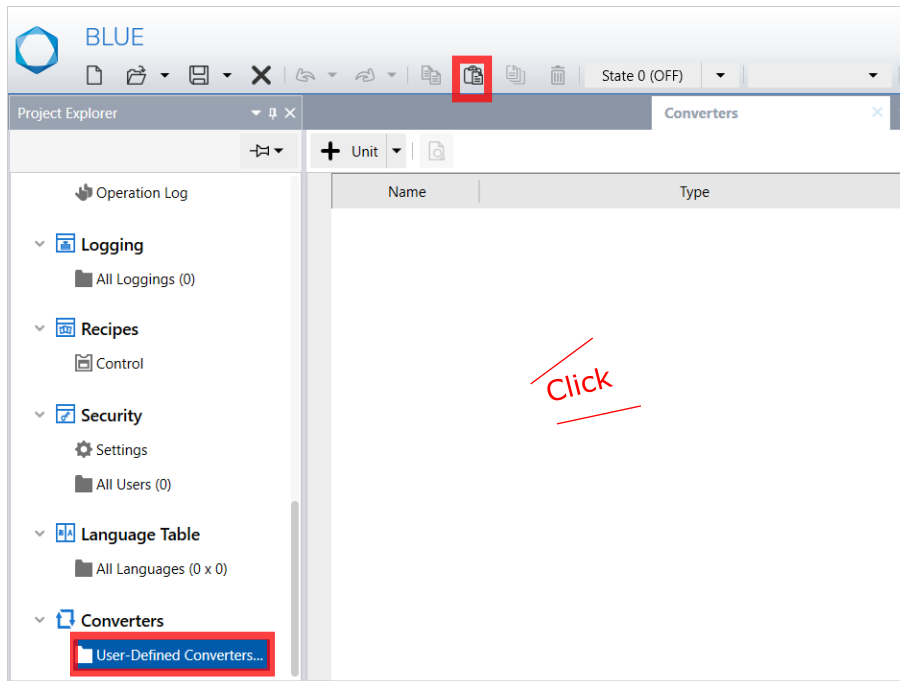 BLUE
State 0 (OFF)
Project Explorer
Converters
Unit
Name Type
Operation Log
Logging
All Loggings (0)
Recipes
Control
Click
Security
Settings
All Users (0)
Language Table
All Languages (0 x 0)
Converters
User-Defined Converters...